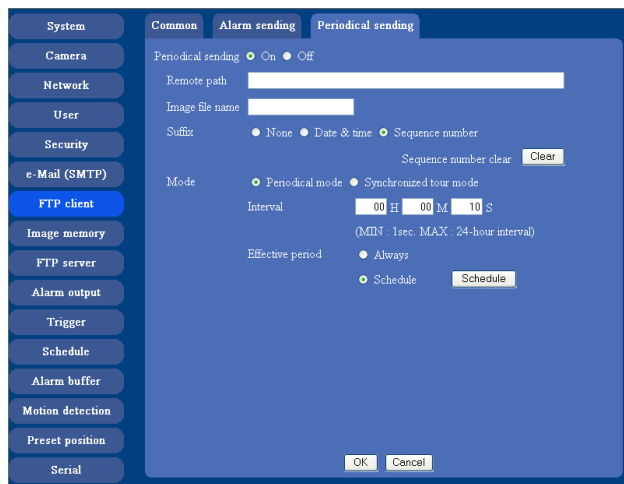 System
Camera
Network
User
Security
e-Mail (SMTP)
FTP client
Image memory
FTP server
Alarm output
Trigger
Schedule
Alarm buffer
Motion detection
Preset position
Serial
Common Alarm sending Periodical sending
Periodical sending On Off
Remote path
Image file name
Suffix None Date & time Sequence number
Sequence number clear Clear
Mode Periodical mode Synchronized tour mode
Interval 00 H 00 M 10 S
(MIN : 1sec. MAX : 24-hour interval)
Effective period Always
Schedule Schedule
OK Cancel